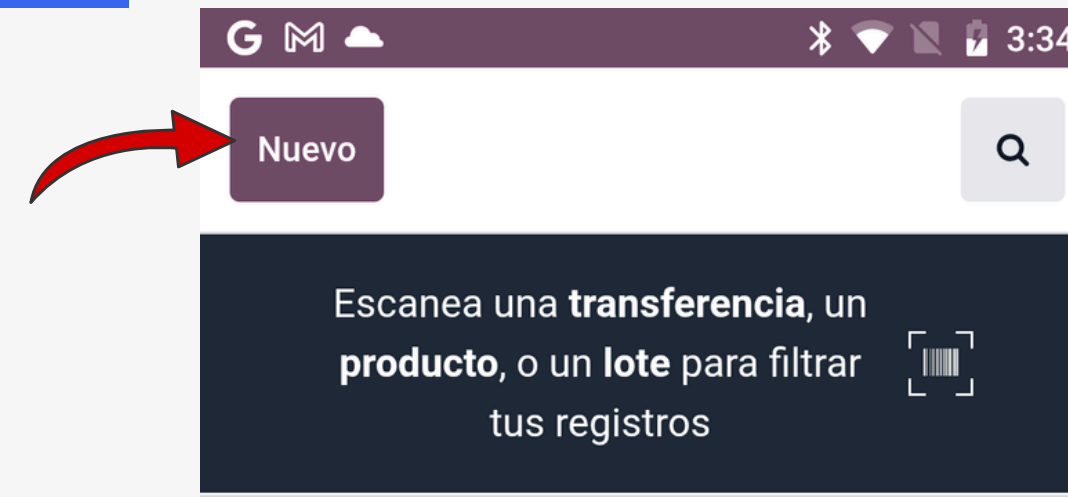 3:34
Nuevo
Escanea una transferencia, un
producto, o un lote para filtrar
tus registros